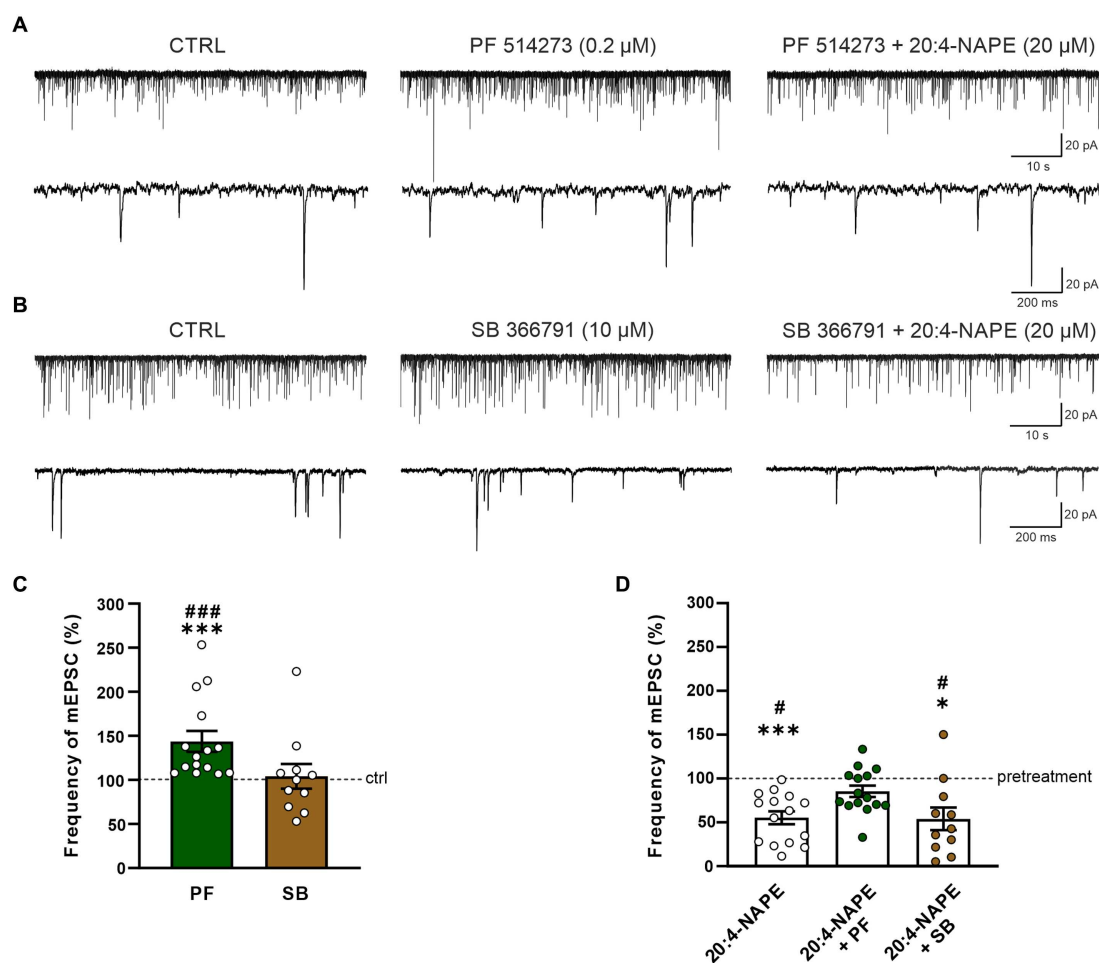 A
CTRL
PF 514273 (0.2 µM)
PF 514273 + 20:4-NAPE (20 µM)
20 pA
10 s
20 pA
200 ms
B
CTRL
SB 366791 (10 µM)
SB 366791 + 20:4-NAPE (20 µM)
20 pA
10 s
20 pA
200 ms
C
Frequency of mEPSC (%)
300
250
200
150
100
50
0
###
***
ctrl
PF
SB
D
Frequency of mEPSC (%)
300
250
200
150
100
50
0
#
***
#
*
pretreatment
20:4-NAPE
20:4-NAPE
+ PF
20:4-NAPE
+ SB